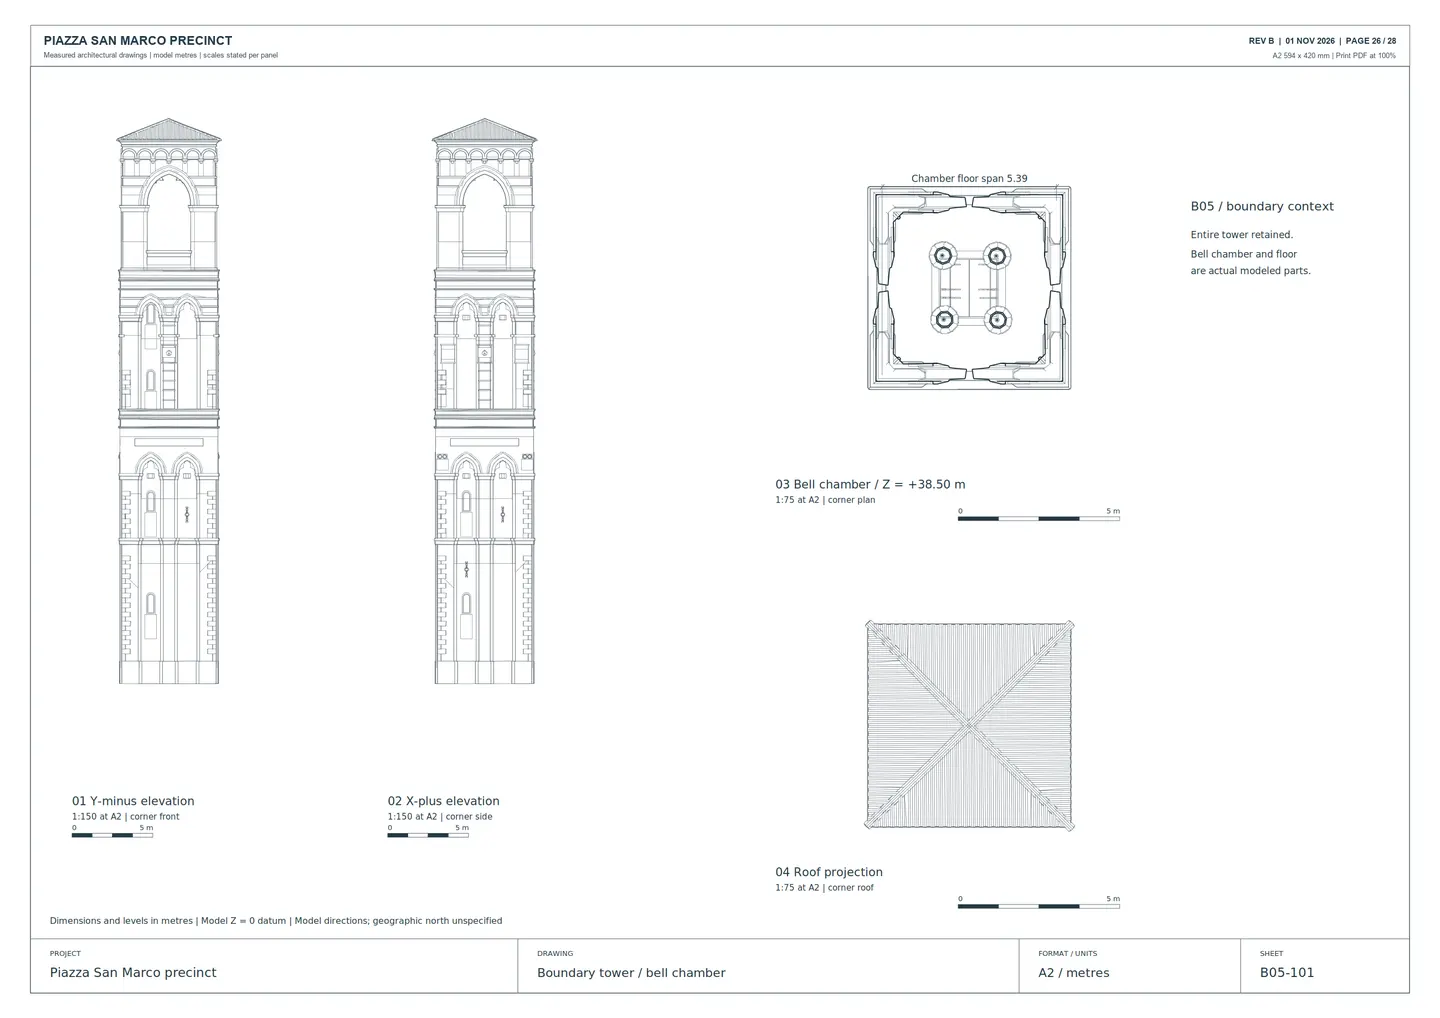 PIAZZA SAN MARCO PRECINCT
Measured architectural drawings | model metres | scales stated per panel
REV B | 01 NOV 2026 | PAGE 26 / 28
A2 594 x 420 mm | Print PDF at 100%
Chamber floor span 5.39
B05 / boundary context
Entire tower retained.
Bell chamber and floor
are actual modeled parts.
03 Bell chamber / Z = +38.50 m
1:75 at A2 | corner plan
0 5 m
01 Y-minus elevation
1:150 at A2 | corner front
0 5 m
02 X-plus elevation
1:150 at A2 | corner side
0 5 m
04 Roof projection
1:75 at A2 | corner roof
0 5 m
Dimensions and levels in metres | Model Z = 0 datum | Model directions; geographic north unspecified
PROJECT
Piazza San Marco precinct
DRAWING
Boundary tower / bell chamber
FORMAT / UNITS
A2 / metres
SHEET
B05-101